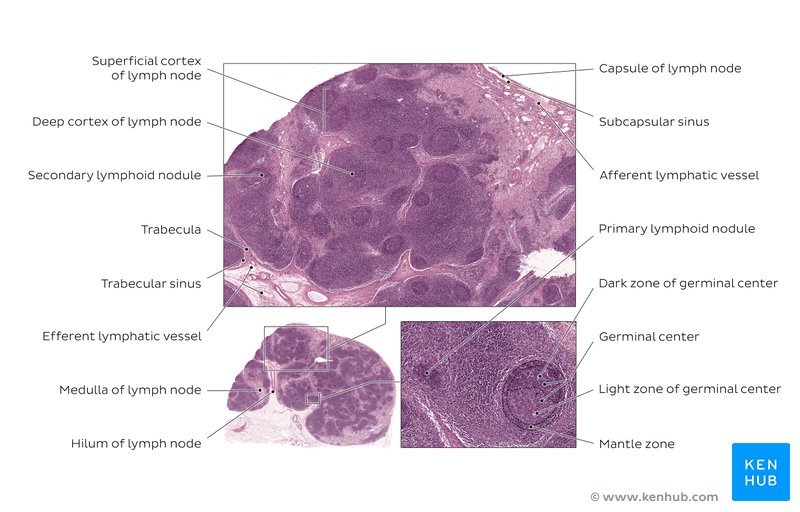 Superficial cortex
of lymph node
Deep cortex of lymph node
Secondary lymphoid nodule
Trabecula
Trabecular sinus
Efferent lymphatic vessel
Medulla of lymph node
Hilum of lymph node
Capsule of lymph node
Subcapsular sinus
Afferent lymphatic vessel
Primary lymphoid nodule
Dark zone of germinal center
Germinal center
Light zone of germinal center
Mantle zone
KEN
HUB
© www.kenhub.com